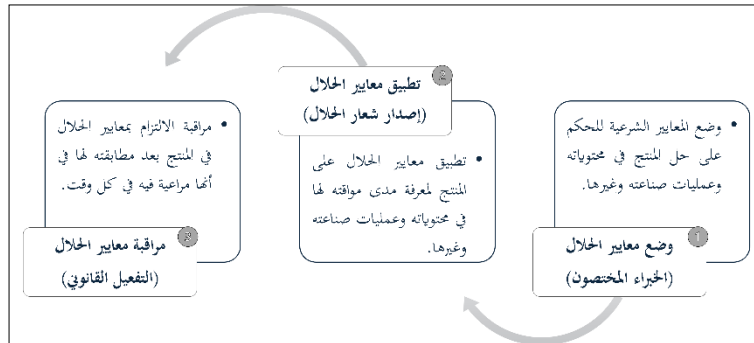 • وضع المعايير الشرعية للحكم
على حل المنتج في محتوياته
وعمليات صناعته وغيرها.
1
وضع معايير الحلال
(الخبراء المختصون)
2
تطبيق معايير الحلال
(إصدار شعار الحلال)
• تطبيق معايير الحلال على
المنتج لمعرفة مدى موافقته لها
في محتوياته وعمليات صناعته
وغيرها.
• مراقبة الالتزام بمعايير الحلال
في المنتج بعد مطابقته لها في
أنها مراعية فيه في كل وقت.
3
مراقبة معايير الحلال
(التفعيل القانوني)